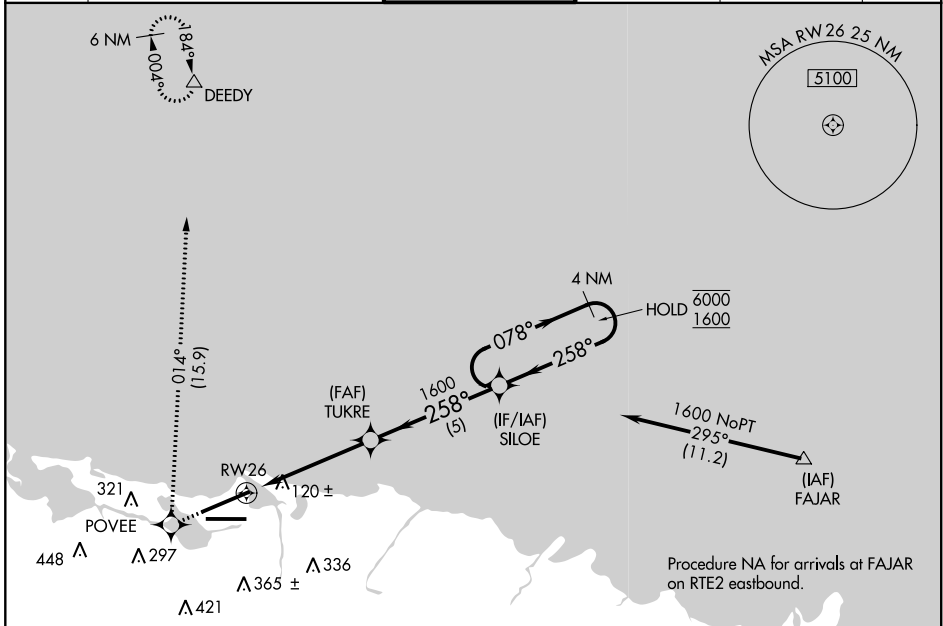 6 NM
184°
004°
DEEDY
MSA RW26 25 NM
5100
4 NM
HOLD
6000
1600
078°
258°
014°
(15.9)
(FAF)
TUKRE
1600
258°
(5)
(IF/IAF)
SILOE
1600 NoPT
295°
(11.2)
(IAF)
FAJAR
RW26
120 ±
321
POVEE
448
297
336
365 ±
421
Procedure NA for arrivals at FAJAR
on RTE2 eastbound.